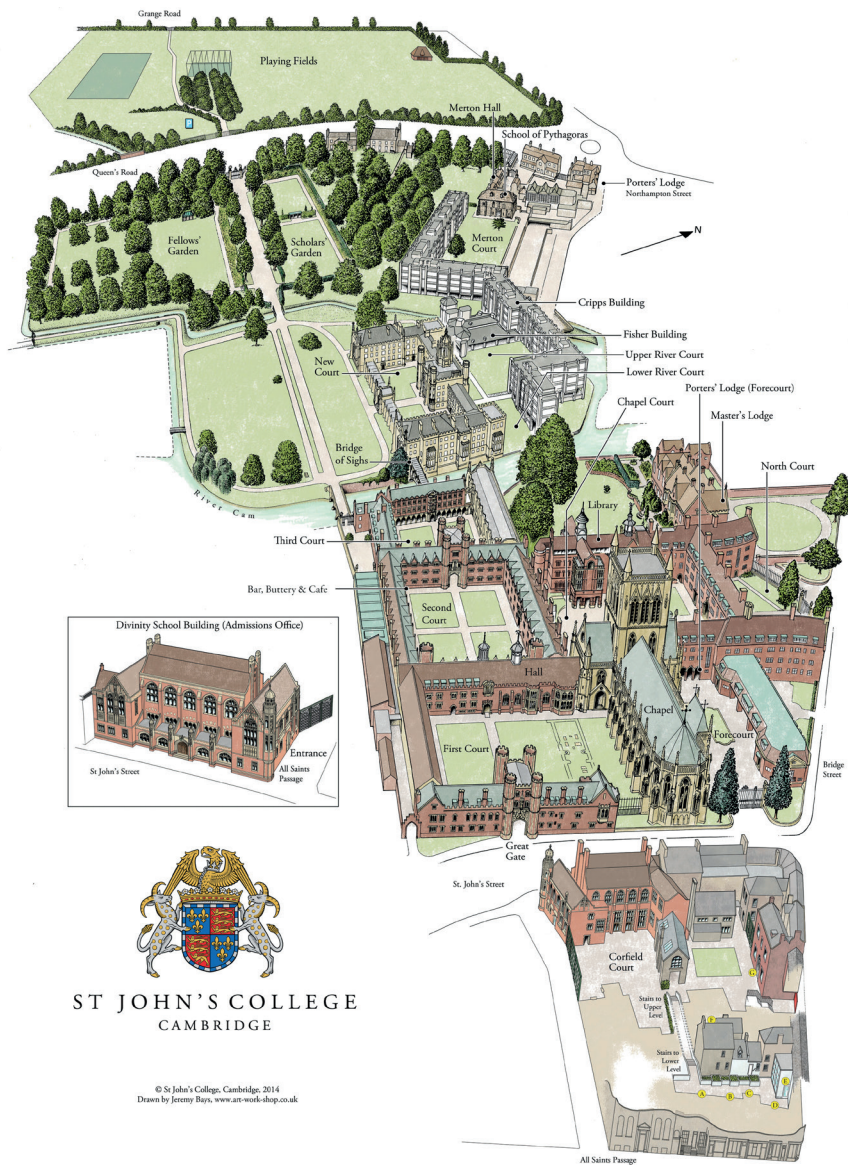 Grange Road
Playing Fields
Merton Hall
School of Pythagoras
Queen's Road
Porters' Lodge
Northampton Street
Fellows'
Garden
Scholars'
Garden
Merton
Court
N
Cripps Building
Fisher Building
New
Court
Upper River Court
Lower River Court
Porters' Lodge (Forecourt)
Chapel Court
Master's Lodge
Bridge
of Sighs
North Court
River Cam
Library
Third Court
Bar, Buttery & Cafe
Second
Court
Divinity School Building (Admissions Office)
Hall
Chapel
Forecourt
First Court
Entrance
All Saints
Passage
St John's Street
Bridge
Street
Great
Gate
St. John's Street
Corfield
Court
G
Stairs to
Upper
Level
F
Stairs to
Lower
Level
E
A
B
C
D
ST JOHN'S COLLEGE
CAMBRIDGE
© St John's College, Cambridge, 2014
Drawn by Jeremy Bays, www.art-work-shop.co.uk
All Saints Passage